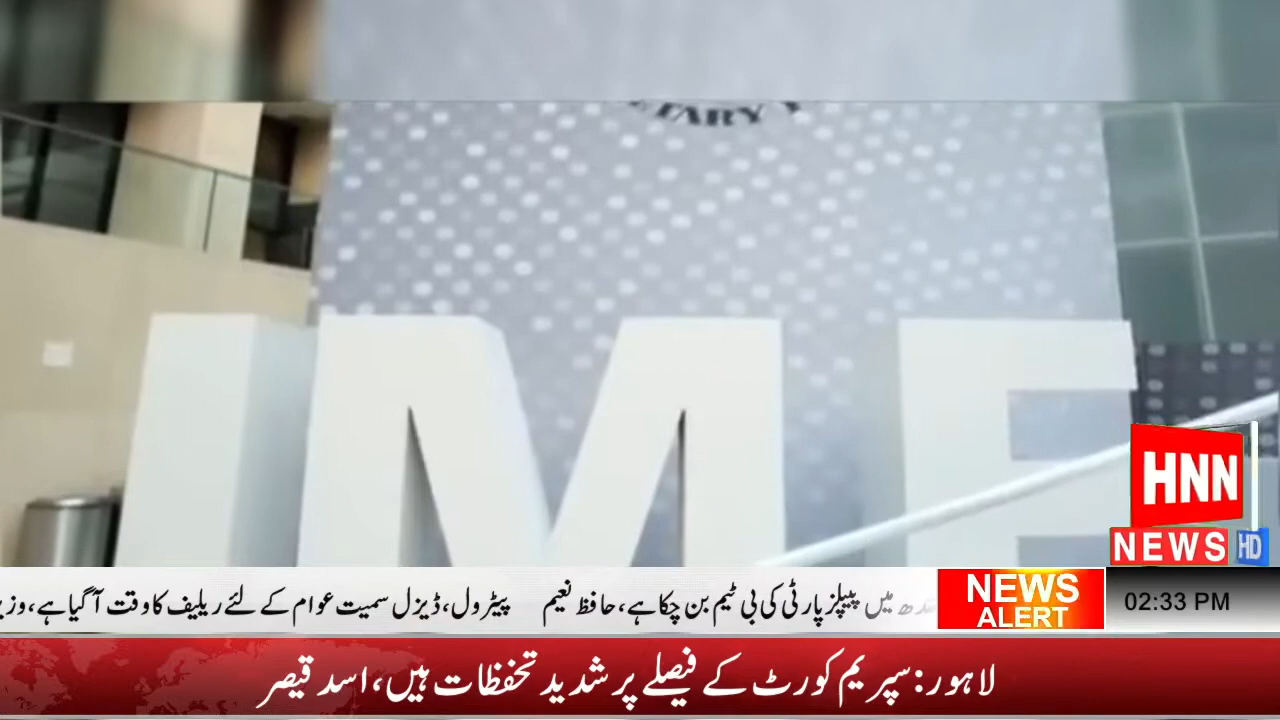 TARY
IMF
HNN
NEWS HD
میں پیپلز پارٹی کی بی ٹیم بن چکا ہے، حافظ نعیم
پیٹرول، ڈیزل سمیت عوام کے لئے ریلیف کا وقت آ گیا ہے،
NEWS
ALERT
02:33 PM
لاہور: سپریم کورٹ کے فیصلے پر شدید تحفظات ہیں، اسد قیصر